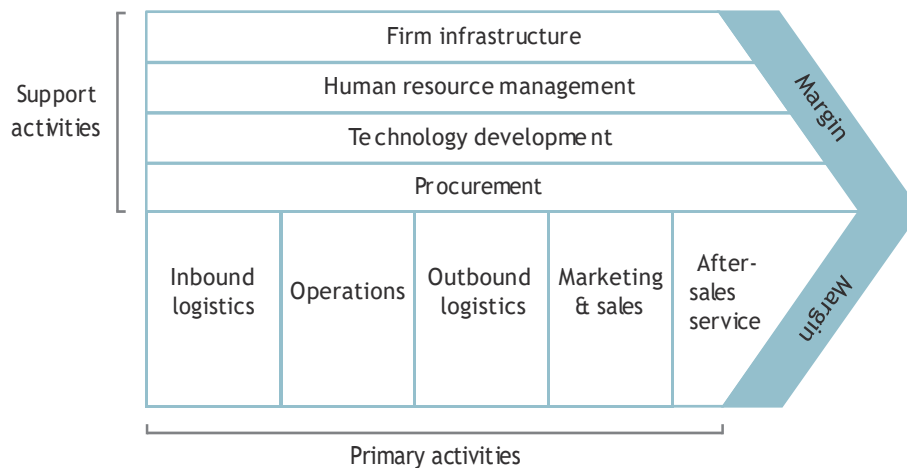 Firm infrastructure
Human resource management
Support
activities
Technology development
Procurement
Margin
Inbound
logistics
Operations
Outbound
logistics
Marketing
& sales
After-
sales
service
Margin
Primary activities